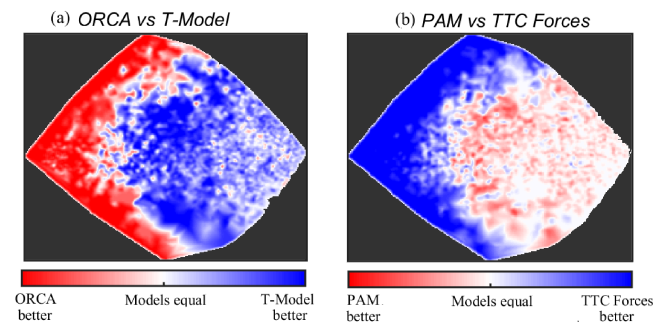 (a) ORCA vs T-Model
(b) PAM vs TTC Forces
ORCA better
Models equal
T-Model better
PAM better
Models equal
TTC Forces better